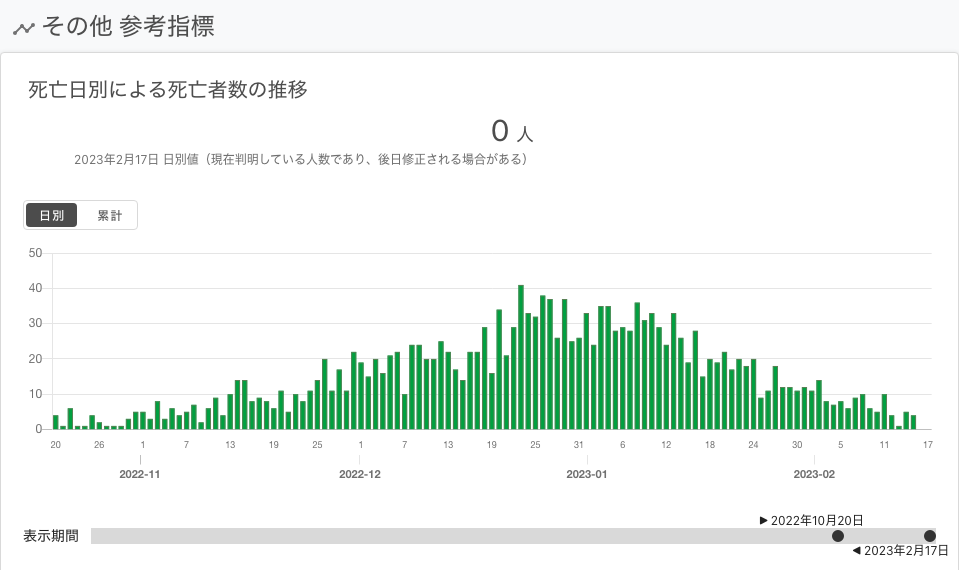 その他 参考指標
死亡日別による死亡者数の推移
0 人
2023年2月17日 日別値（現在判明している人数であり、後日修正される場合がある）
日別 累計
50
40
30
20
10
0
20 26 1 7 13 19 25 1 7 13 19 25 31 6 12 18 24 30 5 11 17
2022-11 2022-12 2023-01 2023-02
▶ 2022年10月20日
表示期間
◀ 2023年2月17日